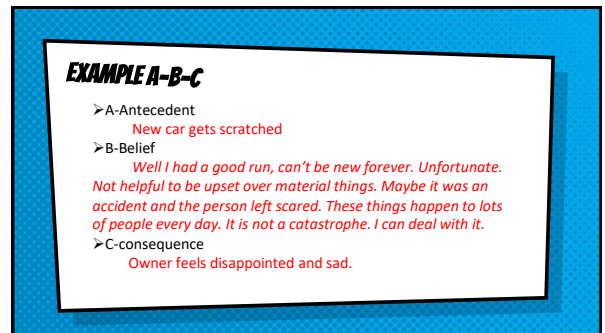 EXAMPLE A-B-C
➢A-Antecedent
New car gets scratched
➢B-Belief
Well I had a good run, can't be new forever. Unfortunate.
Not helpful to be upset over material things. Maybe it was an
accident and the person left scared. These things happen to lots
of people every day. It is not a catastrophe. I can deal with it.
➢C-consequence
Owner feels disappointed and sad.